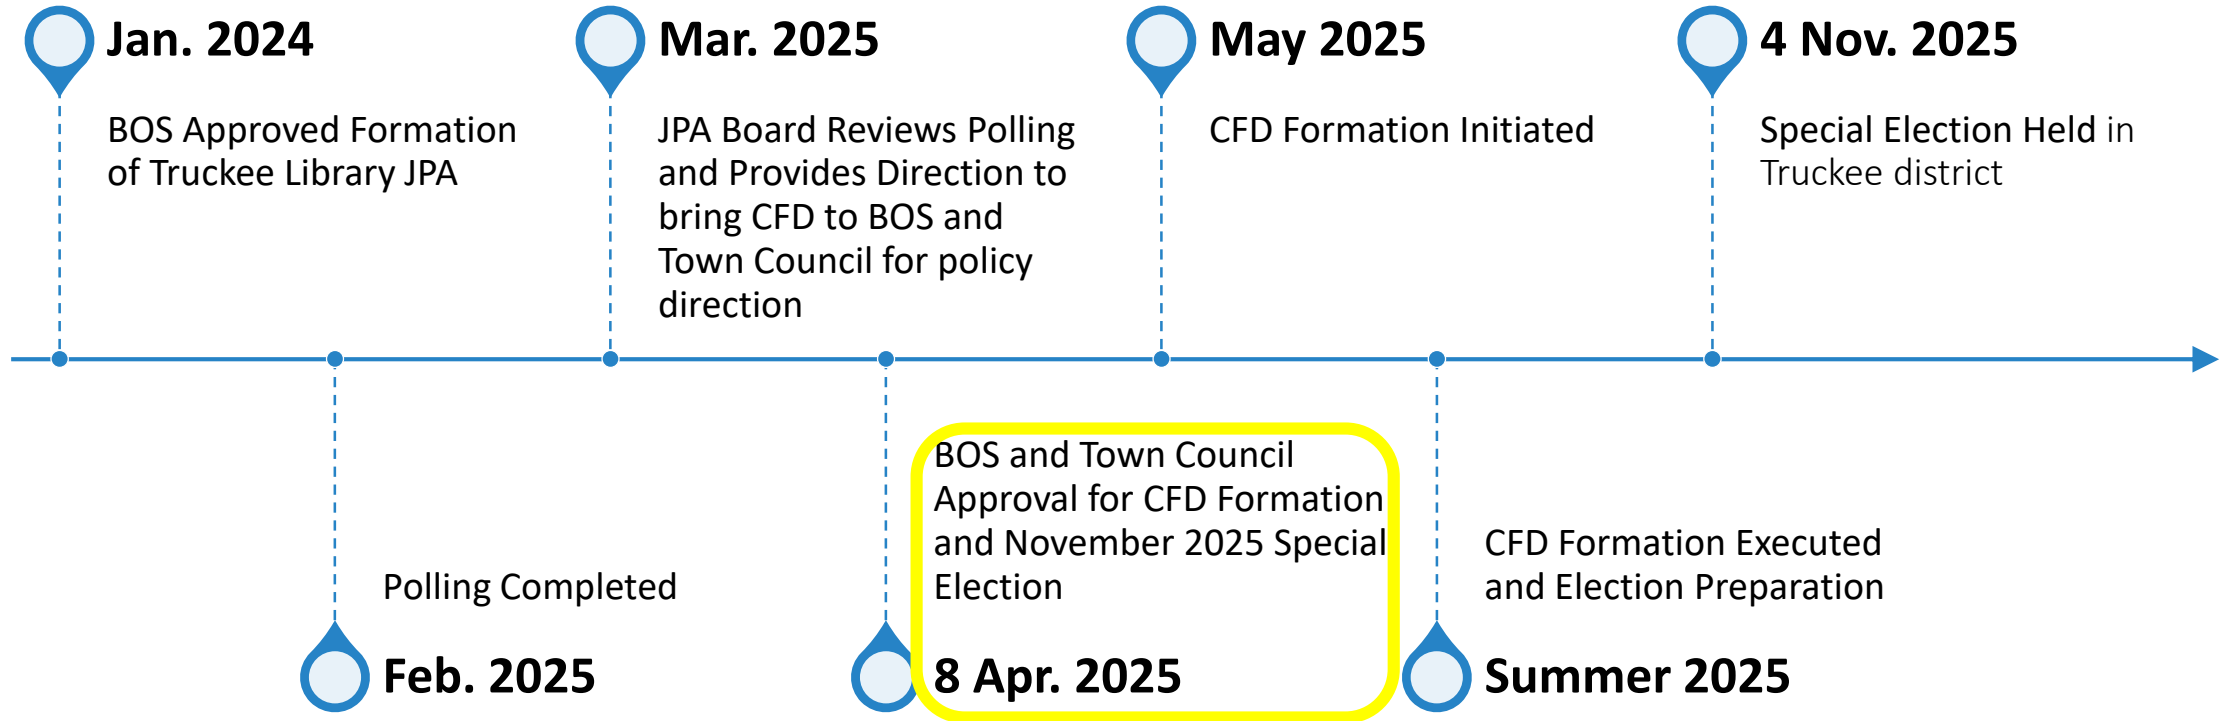 Jan. 2024
BOS Approved Formation
of Truckee Library JPA
Mar. 2025
JPA Board Reviews Polling
and Provides Direction to
bring CFD to BOS and
Town Council for policy
direction
May 2025
CFD Formation Initiated
4 Nov. 2025
Special Election Held in
Truckee district
Polling Completed
Feb. 2025
BOS and Town Council
Approval for CFD Formation
and November 2025 Special
Election
8 Apr. 2025
CFD Formation Executed
and Election Preparation
Summer 2025